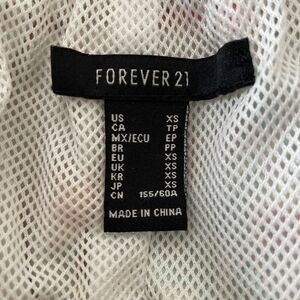 FOREVER 21
US XS
CA TP
MX/ECU EP
BR PP
EU XS
UK XS
KR XS
JP XS
CN 155/60A
MADE IN CHINA